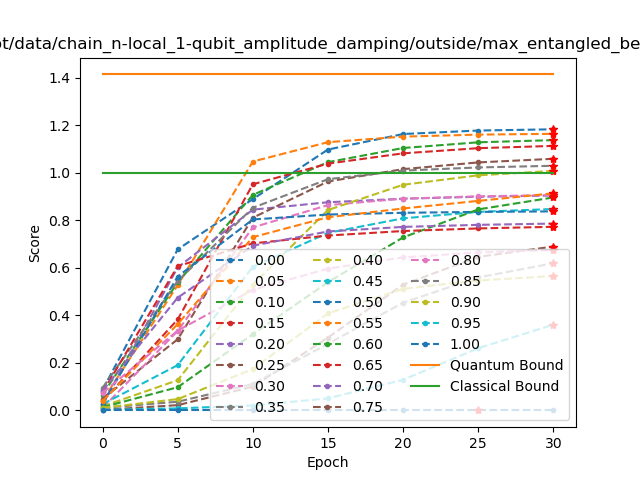 ot/data/chain_n-local_1-qubit_amplitude_damping/outside/max_entangled_be
1.4
1.2
1.0
0.8
0.6
0.4
0.2
0.0
Score
0 5 10 15 20 25 30
Epoch
0.00 0.40 0.80
0.05 0.45 0.85
0.10 0.50 0.90
0.15 0.55 0.95
0.20 0.60 1.00
0.25 0.65 Quantum Bound
0.30 0.70 Classical Bound
0.35 0.75